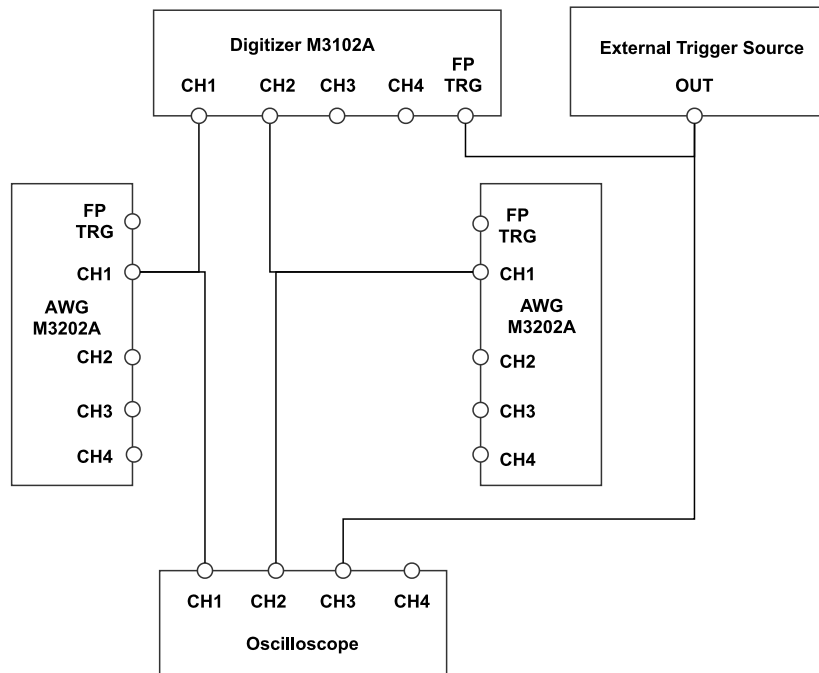 Digitizer M3102A
CH1 CH2 CH3 CH4 FP
TRG
External Trigger Source
OUT
FP
TRG
CH1
AWG
M3202A
CH2
CH3
CH4
FP
TRG
CH1
AWG
M3202A
CH2
CH3
CH4
CH1 CH2 CH3 CH4
Oscilloscope